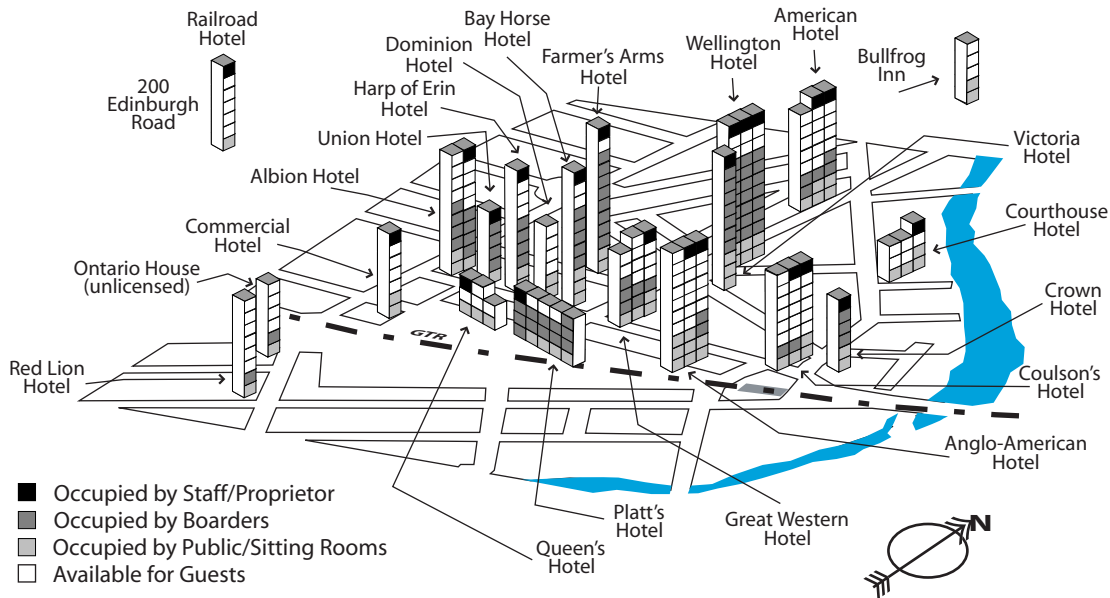 Railroad
Hotel
200
Edinburgh
Road
Bay Horse
Hotel
Dominion
Hotel
Harp of Erin
Hotel
Union Hotel
Farmer's Arms
Hotel
Wellington
Hotel
American
Hotel
Bullfrog
Inn
Victoria
Hotel
Albion Hotel
Commercial
Hotel
Courthouse
Hotel
Ontario House
(unlicensed)
Crown
Hotel
GTR
Red Lion
Hotel
Coulson's
Hotel
Anglo-American
Hotel
Great Western
Hotel
Platt's
Hotel
Queen's
Hotel
Occupied by Staff/Proprietor
Occupied by Boarders
Occupied by Public/Sitting Rooms
Available for Guests
N